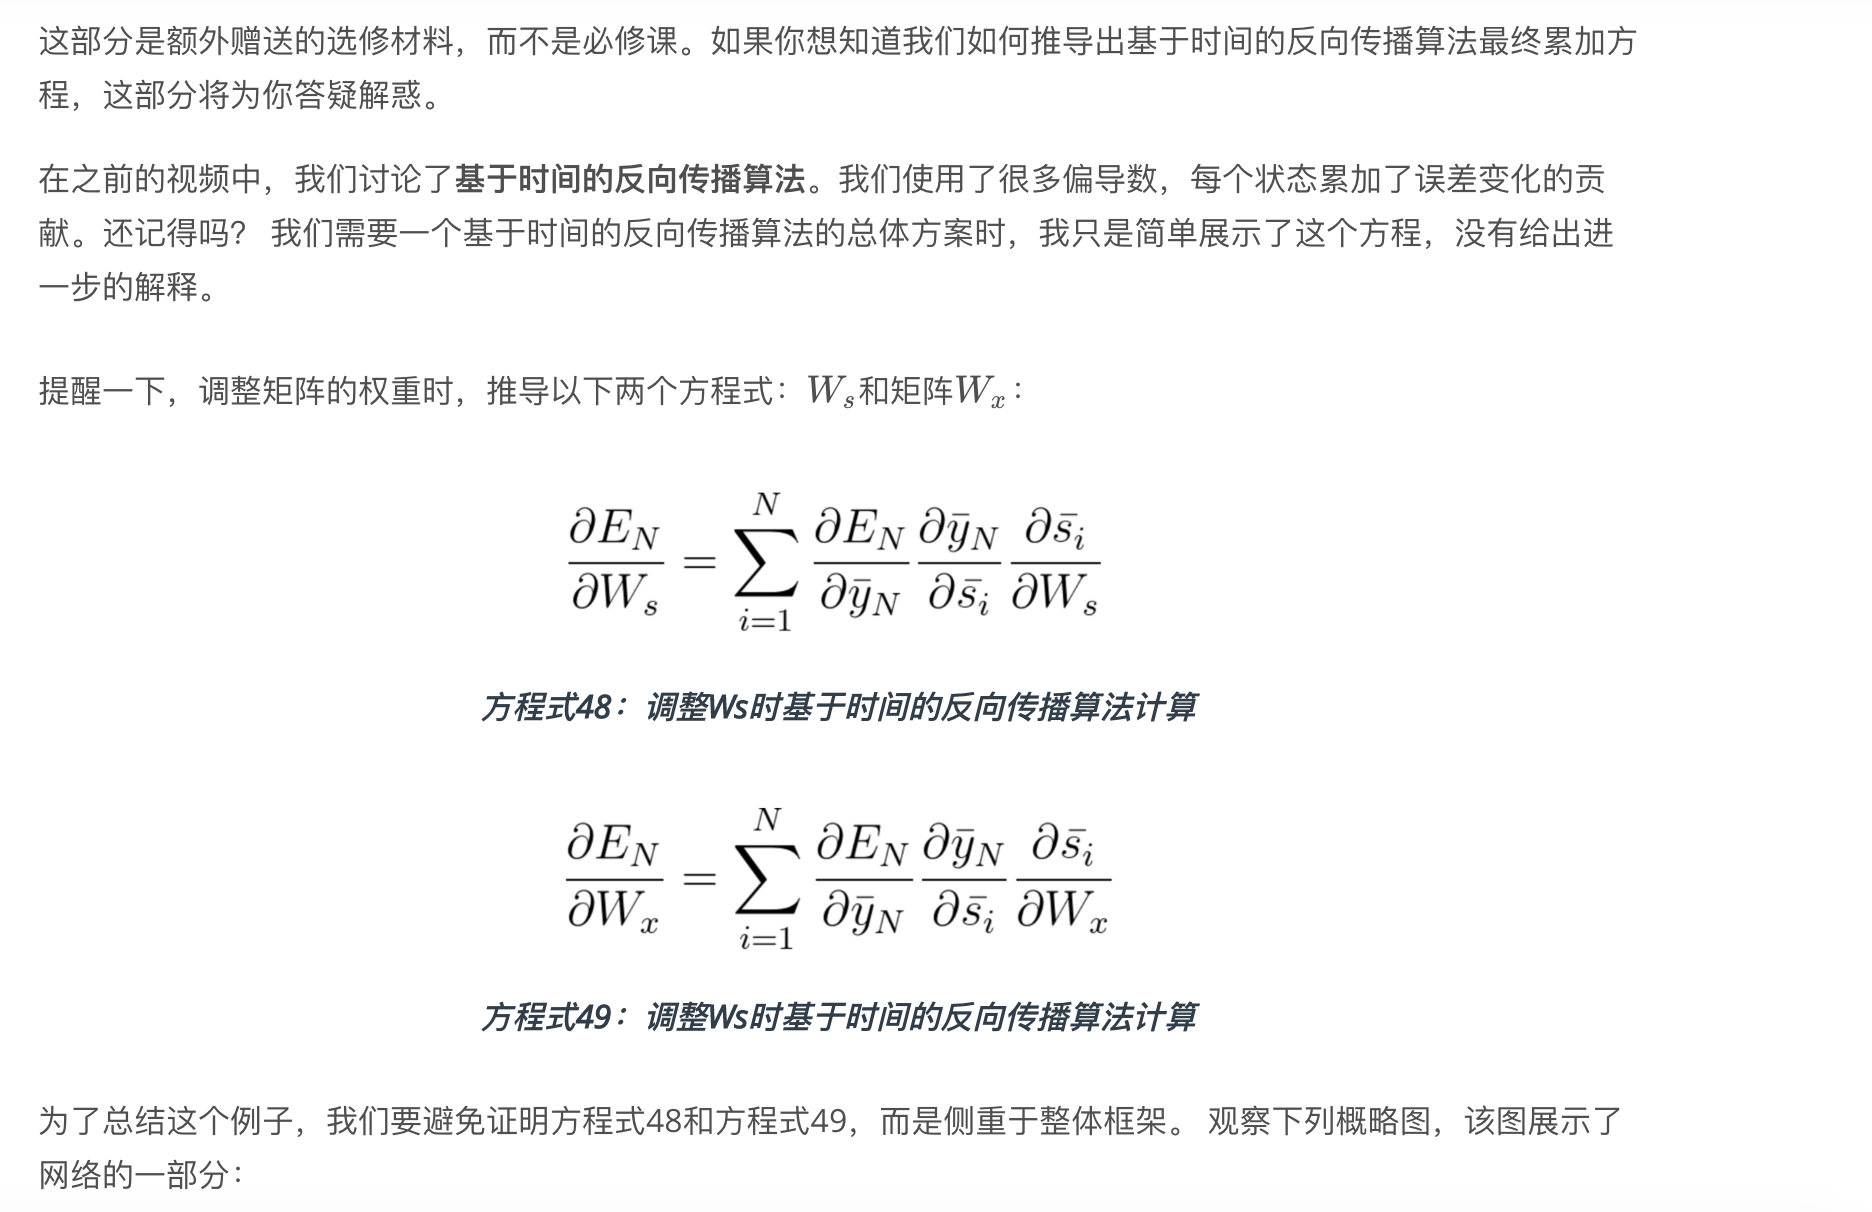 这部分是额外赠送的选修材料，而不是必修课。如果你想知道我们如何推导出基于时间的反向传播算法最终累加方
程，这部分将为你答疑解惑。
在之前的视频中，我们讨论了基于时间的反向传播算法。我们使用了很多偏导数，每个状态累加了误差变化的贡
献。还记得吗？ 我们需要一个基于时间的反向传播算法的总体方案时，我只是简单展示了这个方程，没有给出进
一步的解释。
提醒一下，调整矩阵的权重时，推导以下两个方程式：$W_s$和矩阵$W_x$：
$\frac{\partial E_N}{\partial W_s} = \sum_{i=1}^{N} \frac{\partial E_N}{\partial \bar{y}_N} \frac{\partial \bar{y}_N}{\partial \bar{s}_i} \frac{\partial \bar{s}_i}{\partial W_s}$
方程式48：调整Ws时基于时间的反向传播算法计算
$\frac{\partial E_N}{\partial W_x} = \sum_{i=1}^{N} \frac{\partial E_N}{\partial \bar{y}_N} \frac{\partial \bar{y}_N}{\partial \bar{s}_i} \frac{\partial \bar{s}_i}{\partial W_x}$
方程式49：调整Ws时基于时间的反向传播算法计算
为了总结这个例子，我们要避免证明方程式48和方程式49，而是侧重于整体框架。 观察下列概略图，该图展示了
网络的一部分：